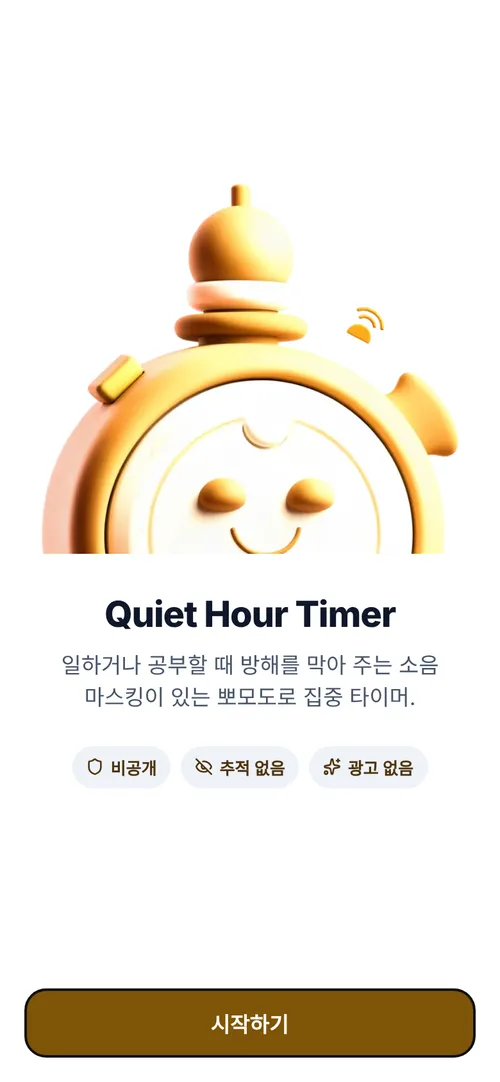 Quiet Hour Timer
일하거나 공부할 때 방해를 막아 주는 소음
마스킹이 있는 뽀모도로 집중 타이머.
비공개
추적 없음
광고 없음
시작하기